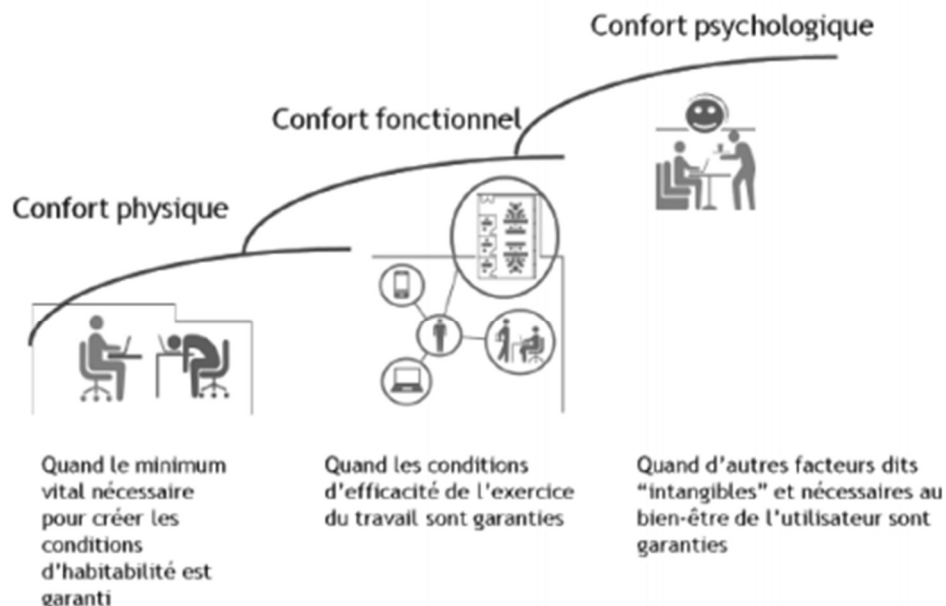 Confort psychologique
Confort fonctionnel
Confort physique
Quand le minimum
vital nécessaire
pour créer les
conditions
d'habitabilité est
garanti
Quand les conditions
d'efficacité de l'exercice
du travail sont garanties
Quand d'autres facteurs dits
“intangibles” et nécessaires au
bien-être de l'utilisateur sont
garanties